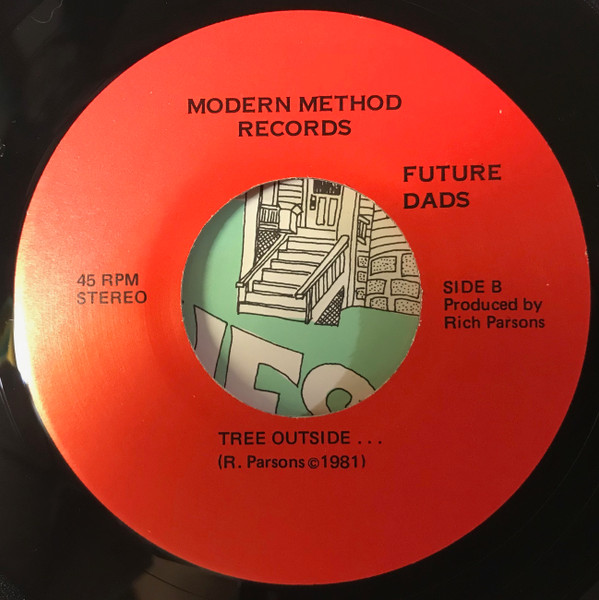 MODERN METHOD
RECORDS
FUTURE
DADS
45 RPM
STEREO
SIDE B
Produced by
Rich Parsons
TREE OUTSIDE . . .
(R. Parsons©1981)